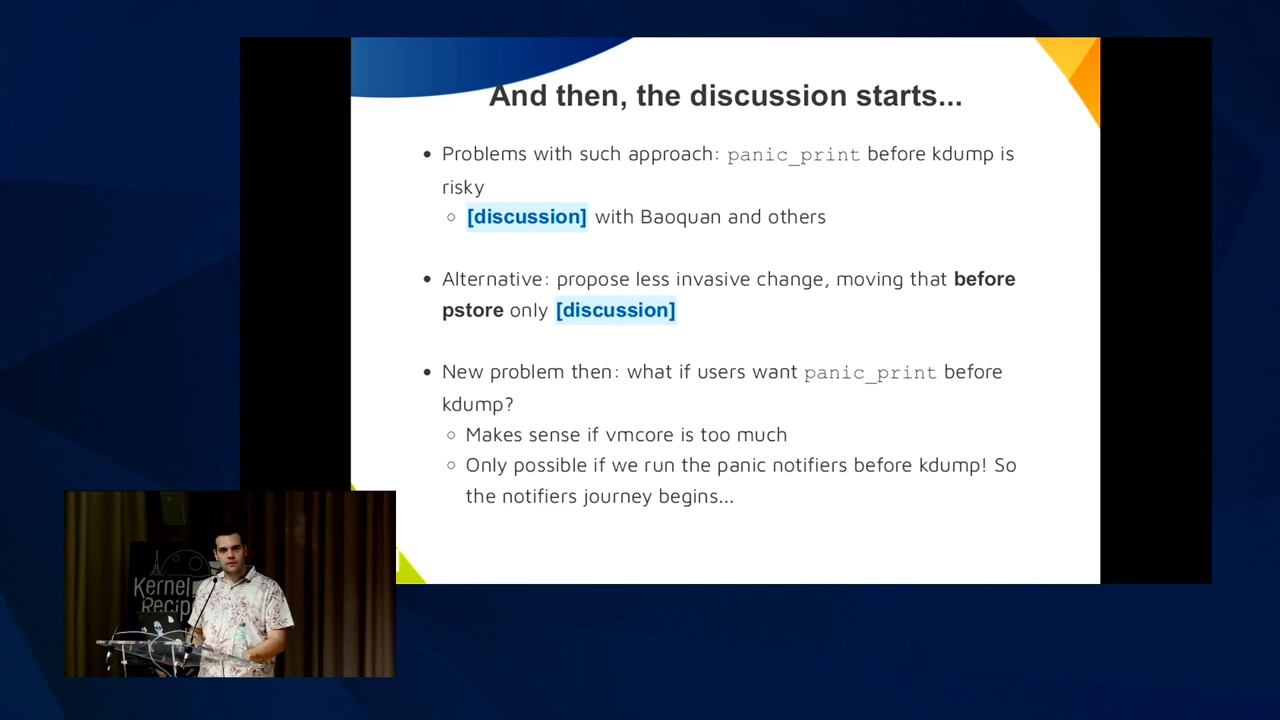 And then, the discussion starts...
• Problems with such approach: panic_print before kdump is
risky
○ [discussion] with Baoquan and others
• Alternative: propose less invasive change, moving that before
pstore only [discussion]
• New problem then: what if users want panic_print before
kdump?
○ Makes sense if vmcore is too much
○ Only possible if we run the panic notifiers before kdump! So
the notifiers journey begins...
Kernel
Recip